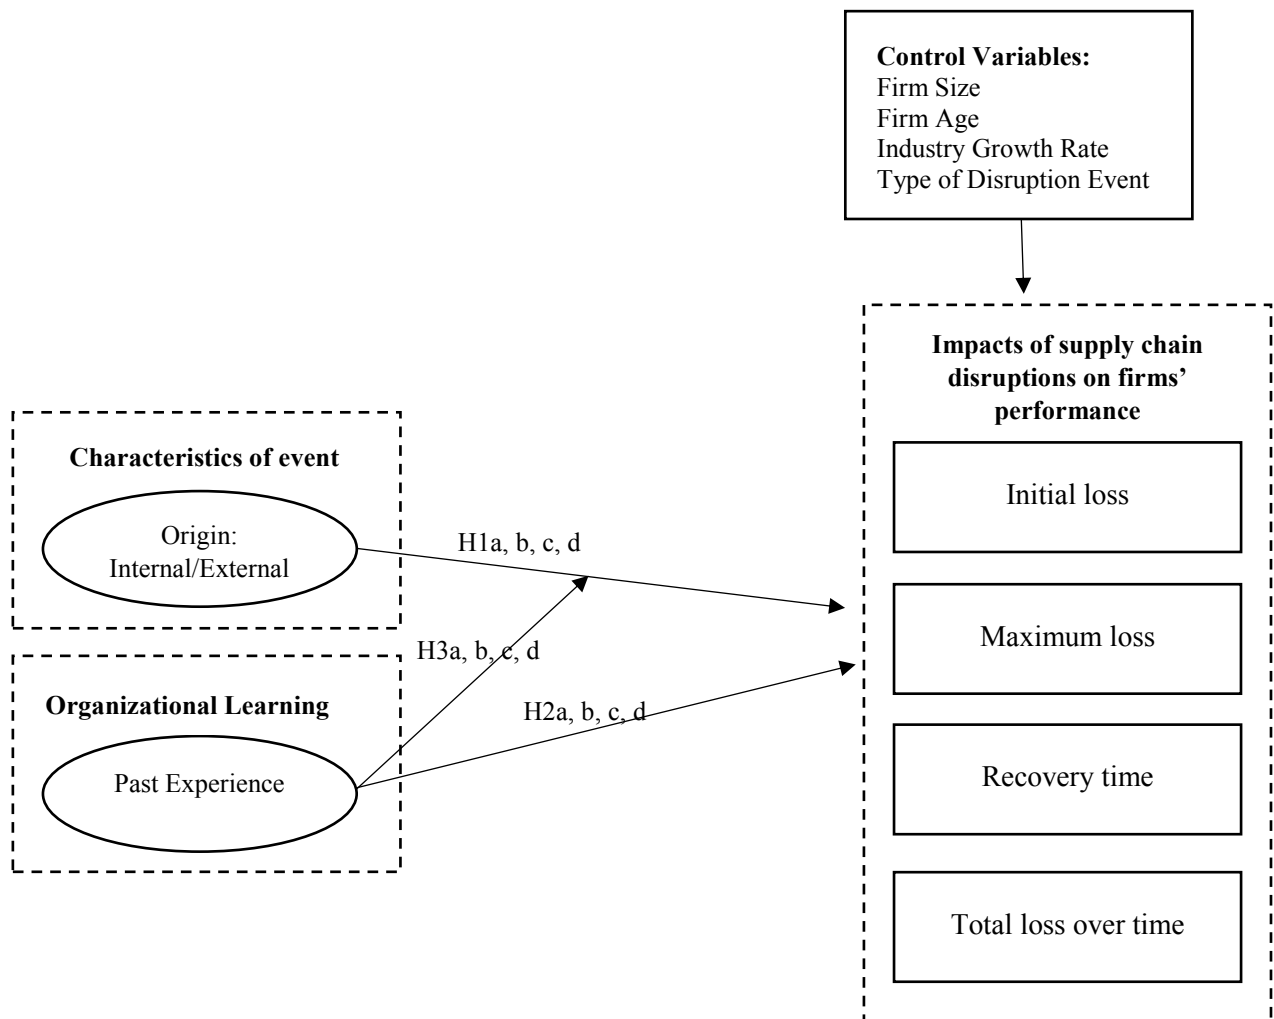 Control Variables:
Firm Size
Firm Age
Industry Growth Rate
Type of Disruption Event
Impacts of supply chain
disruptions on firms’
performance
Initial loss
Maximum loss
Recovery time
Total loss over time
Characteristics of event
Origin:
Internal/External
H1a, b, c, d
H3a, b, c, d
H2a, b, c, d
Organizational Learning
Past Experience